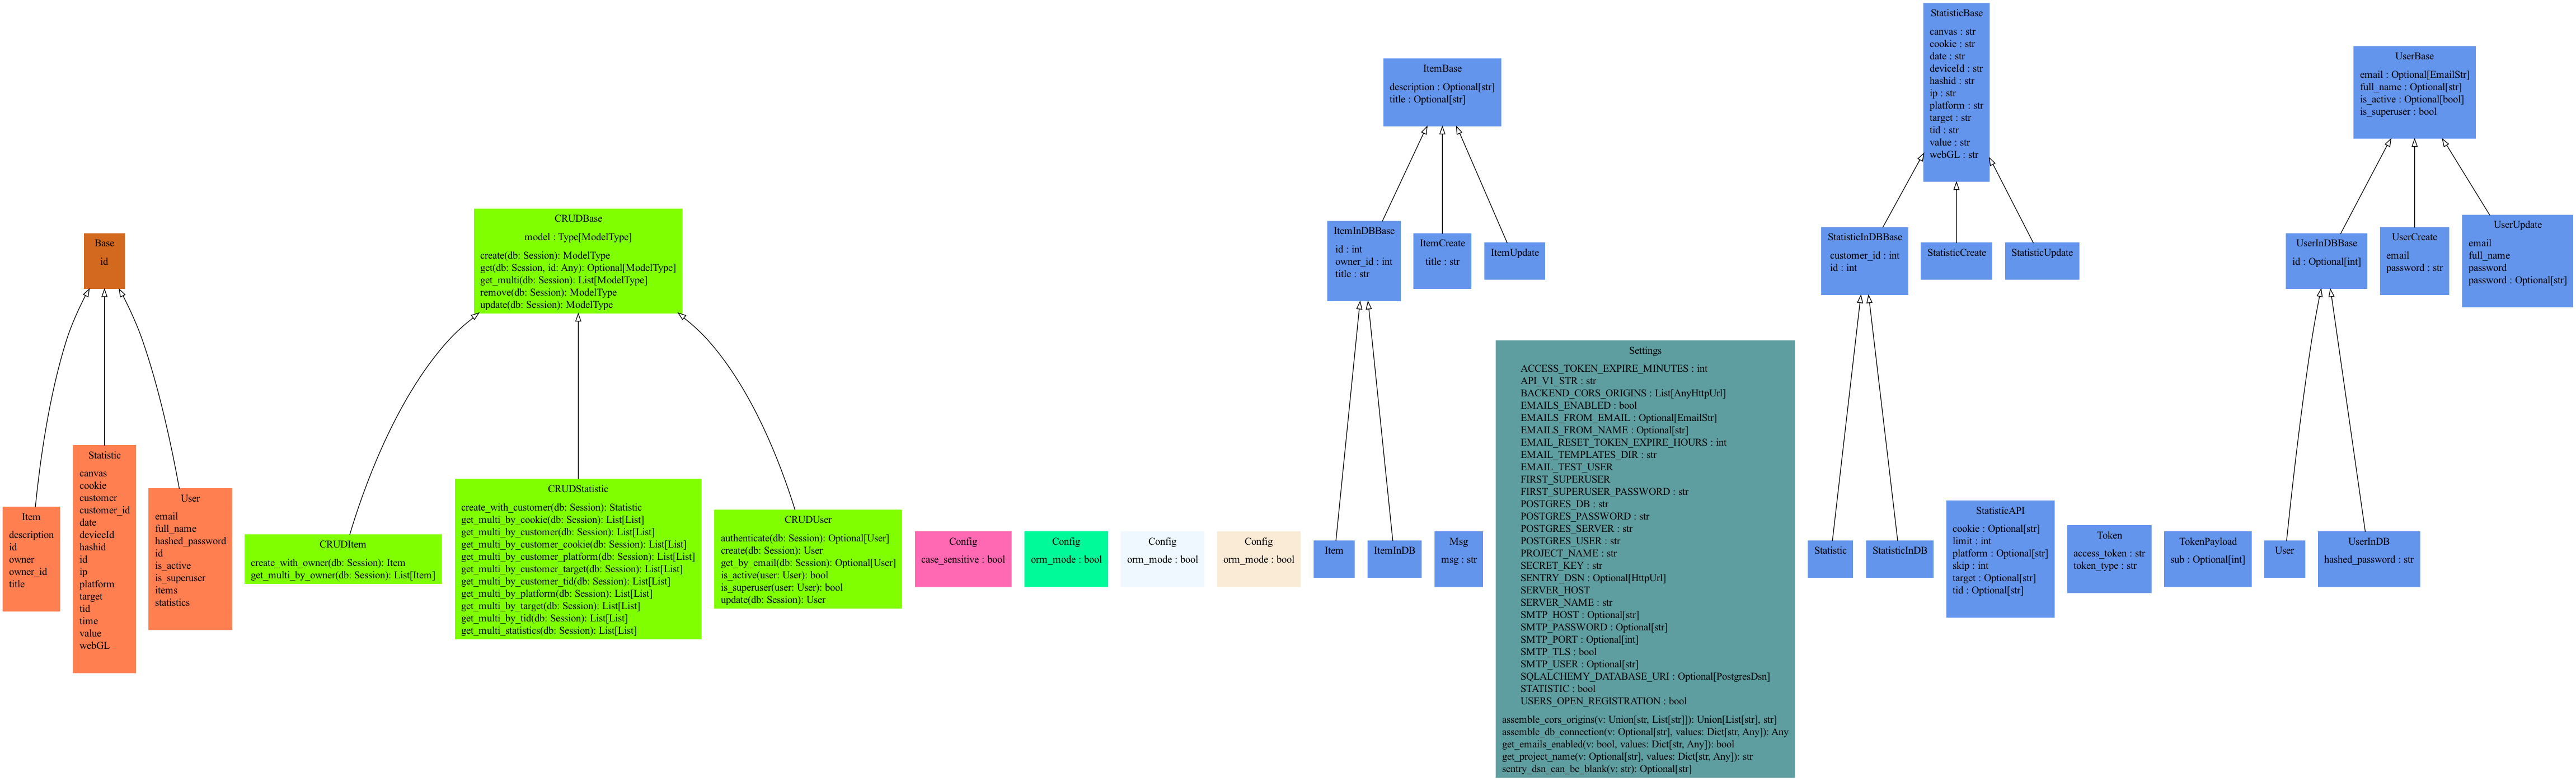 Base
id
Item
description
id
owner
owner_id
title
Statistic
canvas
cookie
customer
customer_id
date
deviceId
hashid
id
ip
platform
target
tid
time
value
webGL
User
email
full_name
hashed_password
id
is_active
is_superuser
items
statistics
CRUDBase
model : Type[ModelType]
create(db: Session): ModelType
get(db: Session, id: Any): Optional[ModelType]
get_multi(db: Session): List[ModelType]
remove(db: Session): ModelType
update(db: Session): ModelType
CRUDItem
create_with_owner(db: Session): Item
get_multi_by_owner(db: Session): List[Item]
CRUDStatistic
create_with_customer(db: Session): Statistic
get_multi_by_cookie(db: Session): List[List]
get_multi_by_customer(db: Session): List[List]
get_multi_by_customer_cookie(db: Session): List[List]
get_multi_by_customer_platform(db: Session): List[List]
get_multi_by_customer_target(db: Session): List[List]
get_multi_by_customer_tid(db: Session): List[List]
get_multi_by_platform(db: Session): List[List]
get_multi_by_target(db: Session): List[List]
get_multi_by_tid(db: Session): List[List]
get_multi_statistics(db: Session): List[List]
CRUDUser
authenticate(db: Session): Optional[User]
create(db: Session): User
get_by_email(db: Session): Optional[User]
is_active(user: User): bool
is_superuser(user: User): bool
update(db: Session): User
Config
case_sensitive : bool
Config
orm_mode : bool
Config
orm_mode : bool
Config
orm_mode : bool
ItemBase
description : Optional[str]
title : Optional[str]
ItemInDBBase
id : int
owner_id : int
title : str
ItemCreate
title : str
ItemUpdate
Item
ItemInDB
Msg
msg : str
Settings
ACCESS_TOKEN_EXPIRE_MINUTES : int
API_V1_STR : str
BACKEND_CORS_ORIGINS : List[AnyHttpUrl]
EMAILS_ENABLED : bool
EMAILS_FROM_EMAIL : Optional[EmailStr]
EMAILS_FROM_NAME : Optional[str]
EMAIL_RESET_TOKEN_EXPIRE_HOURS : int
EMAIL_TEMPLATES_DIR : str
EMAIL_TEST_USER
FIRST_SUPERUSER
FIRST_SUPERUSER_PASSWORD : str
POSTGRES_DB : str
POSTGRES_PASSWORD : str
POSTGRES_SERVER : str
POSTGRES_USER : str
PROJECT_NAME : str
SECRET_KEY : str
SENTRY_DSN : Optional[HttpUrl]
SERVER_HOST
SERVER_NAME : str
SMTP_HOST : Optional[str]
SMTP_PASSWORD : Optional[str]
SMTP_PORT : Optional[int]
SMTP_TLS : bool
SMTP_USER : Optional[str]
SQLALCHEMY_DATABASE_URI : Optional[PostgresDsn]
STATISTIC : bool
USERS_OPEN_REGISTRATION : bool
assemble_cors_origins(v: Union[str, List[str]]): Union[List[str], str]
assemble_db_connection(v: Optional[str], values: Dict[str, Any]): Any
get_emails_enabled(v: bool, values: Dict[str, Any]): bool
get_project_name(v: Optional[str], values: Dict[str, Any]): str
sentry_dsn_can_be_blank(v: str): Optional[str]
StatisticBase
canvas : str
cookie : str
date : str
deviceId : str
hashid : str
ip : str
platform : str
target : str
tid : str
value : str
webGL : str
StatisticInDBBase
customer_id : int
id : int
StatisticCreate
StatisticUpdate
Statistic
StatisticInDB
StatisticAPI
cookie : Optional[str]
limit : int
platform : Optional[str]
skip : int
target : Optional[str]
tid : Optional[str]
Token
access_token : str
token_type : str
TokenPayload
sub : Optional[int]
UserBase
email : Optional[EmailStr]
full_name : Optional[str]
is_active : Optional[bool]
is_superuser : bool
UserInDBBase
id : Optional[int]
UserCreate
email
password : str
UserUpdate
email
full_name
password
password : Optional[str]
User
UserInDB
hashed_password : str